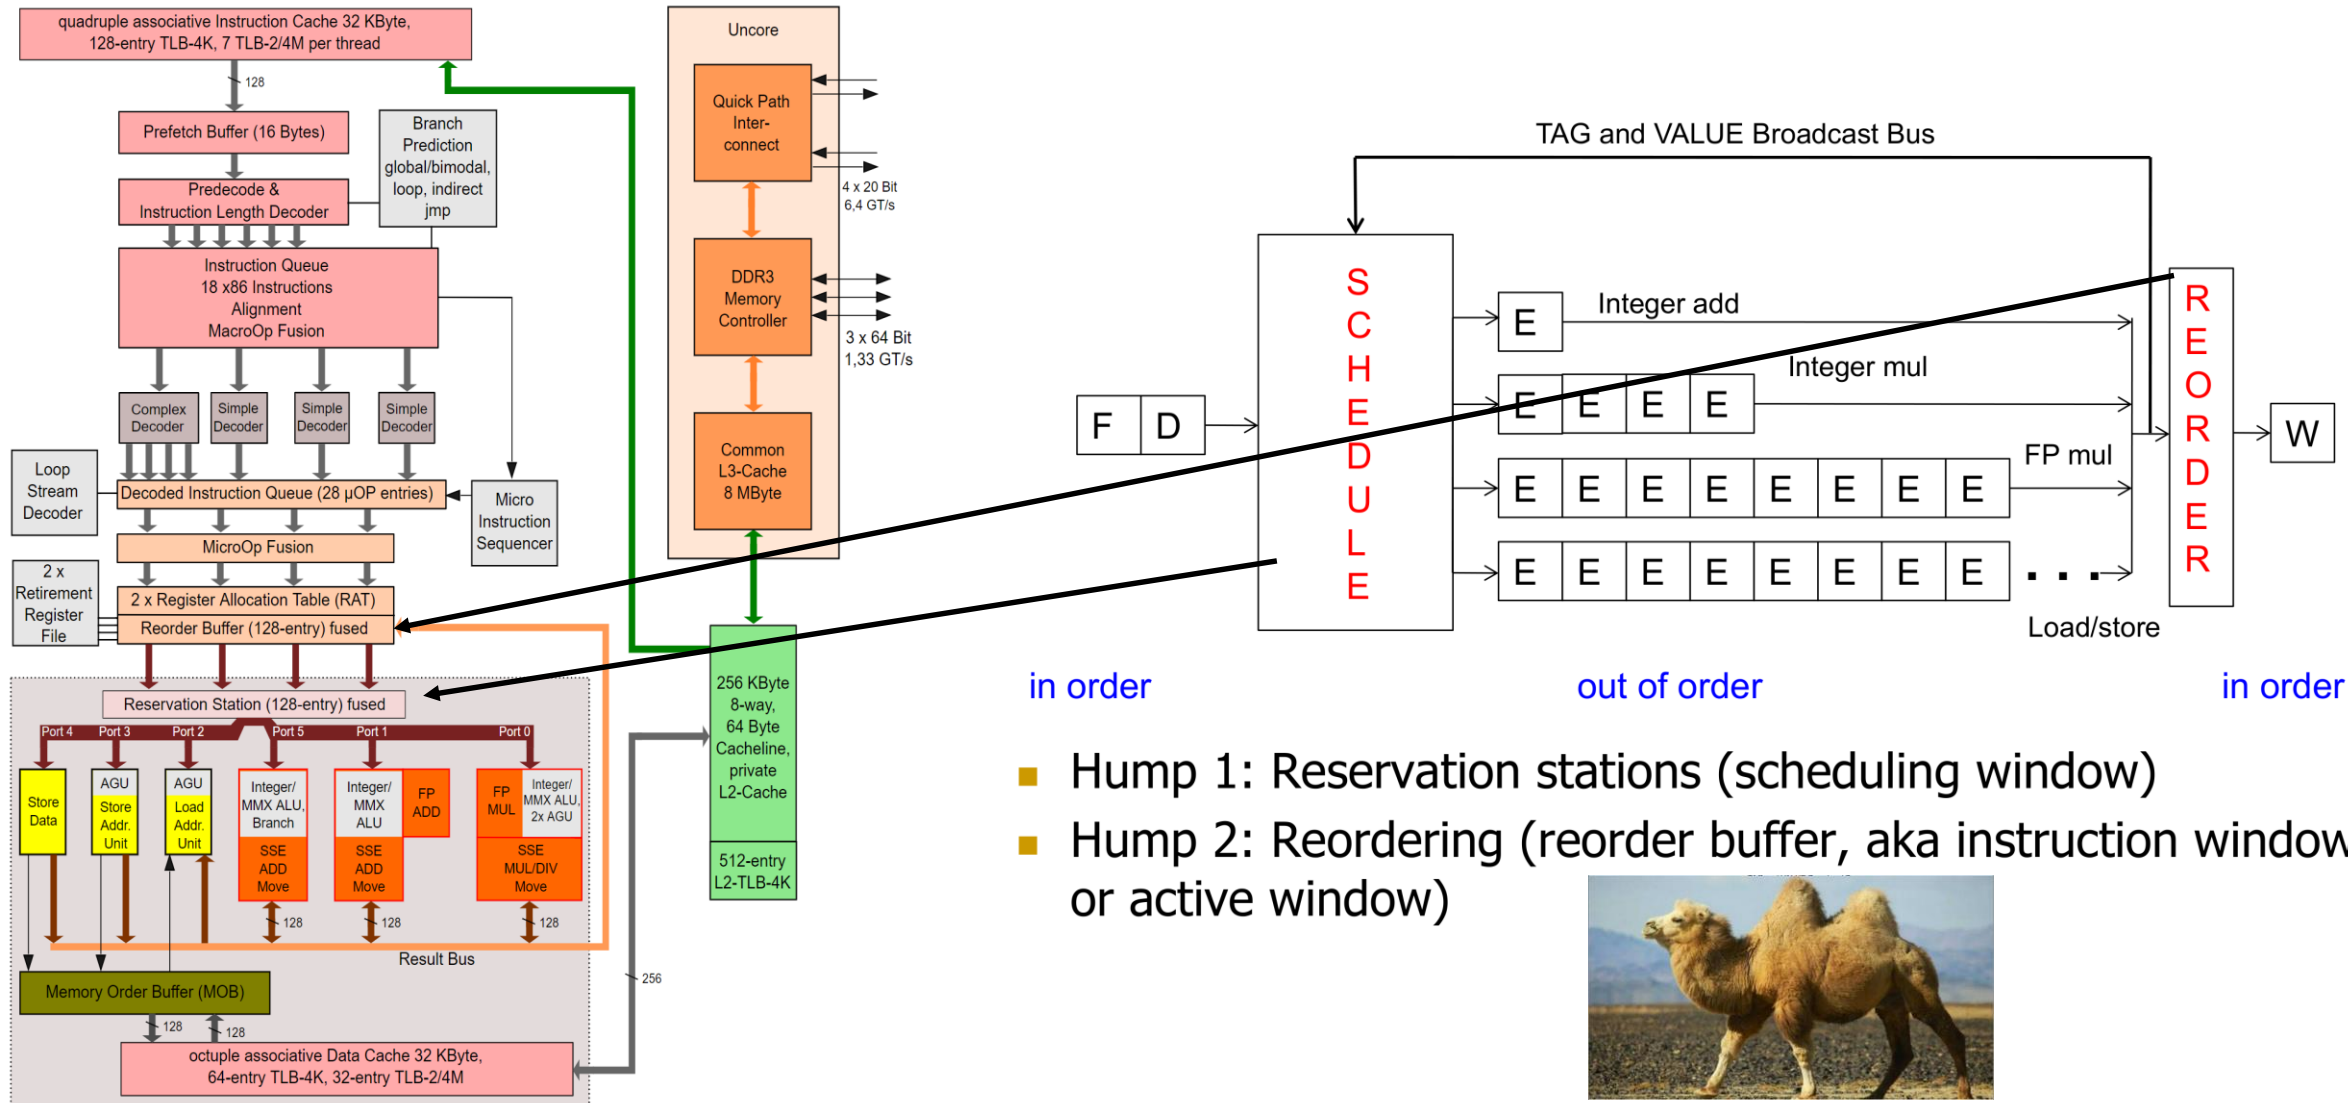 quadruple associative Instruction Cache 32 KByte,
128-entry TLB-4K, 7 TLB-2/4M per thread
128
Prefetch Buffer (16 Bytes)
Branch
Prediction
global/bimodal,
loop, indirect
jmp
Predecode &
Instruction Length Decoder
Instruction Queue
18 x86 Instructions
Alignment
MacroOp Fusion
Complex
Decoder
Simple
Decoder
Simple
Decoder
Simple
Decoder
Loop
Stream
Decoder
Decoded Instruction Queue (28 µOP entries)
Micro
Instruction
Sequencer
MicroOp Fusion
2 x
Retirement
Register
File
2 x Register Allocation Table (RAT)
Reorder Buffer (128-entry) fused
Reservation Station (128-entry) fused
Port 4
Port 3
Port 2
Port 5
Port 1
Port 0
Store
Data
AGU
Store
Addr.
Unit
AGU
Load
Addr.
Unit
Integer/
MMX ALU,
Branch
SSE
ADD
Move
Integer/
MMX
ALU
FP
ADD
SSE
ADD
Move
FP
MUL
Integer/
MMX ALU,
2x AGU
SSE
MUL/DIV
Move
128
128
128
Result Bus
Memory Order Buffer (MOB)
128
128
octuple associative Data Cache 32 KByte,
64-entry TLB-4K, 32-entry TLB-2/4M
256
Uncore
Quick Path
Inter-
connect
4 x 20 Bit
6,4 GT/s
DDR3
Memory
Controller
3 x 64 Bit
1,33 GT/s
Common
L3-Cache
8 MByte
256 KByte
8-way,
64 Byte
Cacheline,
private
L2-Cache
512-entry
L2-TLB-4K
TAG and VALUE Broadcast Bus
F D
S
C
H
E
D
U
L
E
E
Integer add
E E E E
Integer mul
E E E E E E E E
FP mul
E E E E E E E E . . .
Load/store
R
E
O
R
D
E
R
W
in order
out of order
in order
Hump 1: Reservation stations (scheduling window)
Hump 2: Reordering (reorder buffer, aka instruction window
or active window)